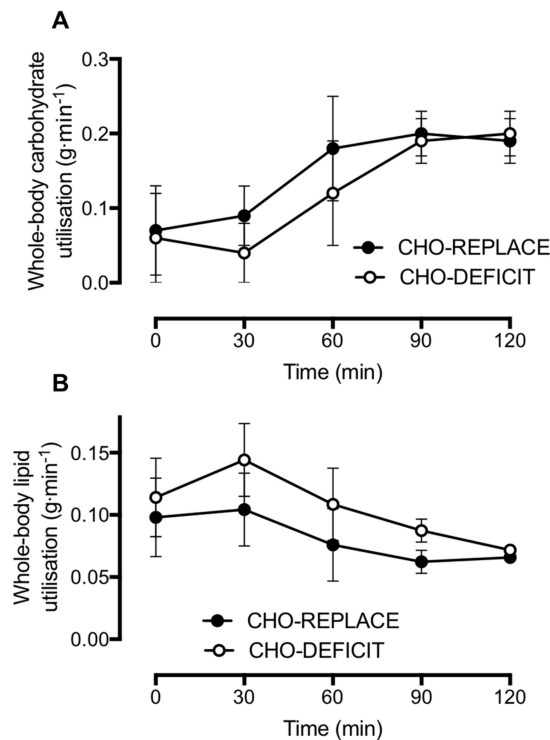 A
Whole-body carbohydrate
utilisation (g·min⁻¹)
0.3
0.2
0.1
0.0
CHO-REPLACE
CHO-DEFICIT
0 30 60 90 120
Time (min)
B
Whole-body lipid
utilisation (g·min⁻¹)
0.15
0.10
0.05
0.00
CHO-REPLACE
CHO-DEFICIT
0 30 60 90 120
Time (min)